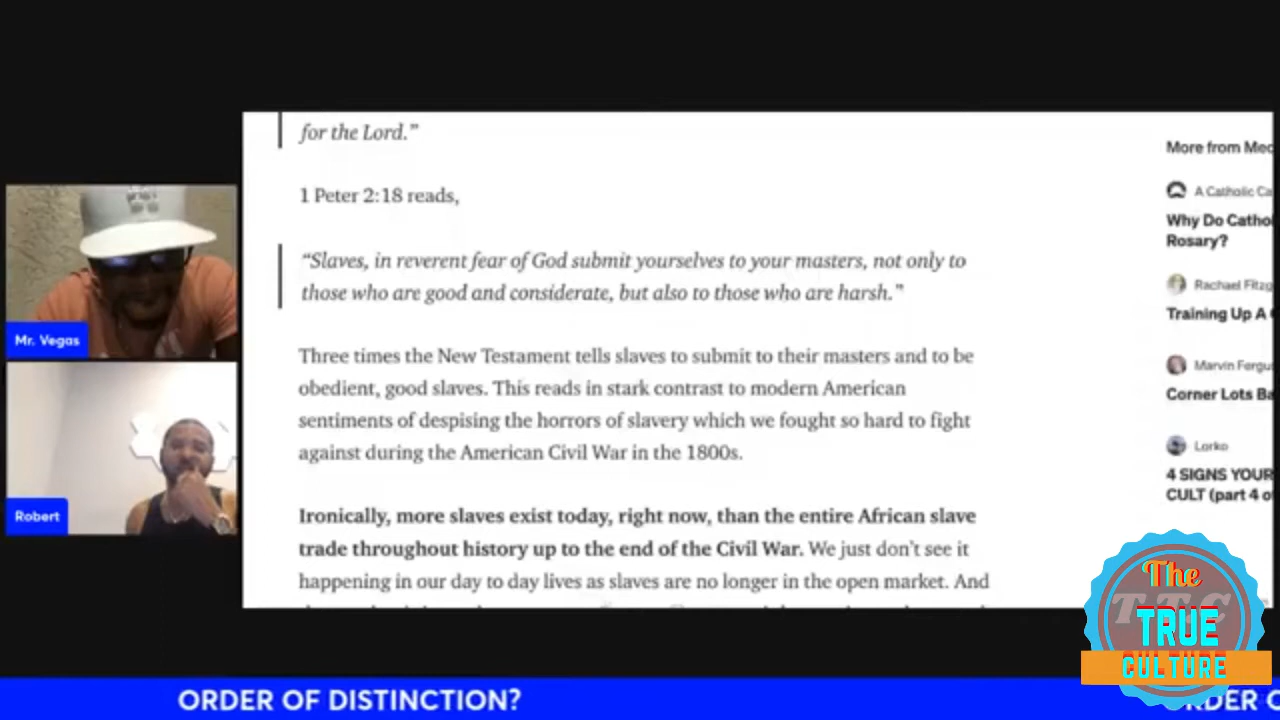 for the Lord.”
1 Peter 2:18 reads,
“Slaves, in reverent fear of God submit yourselves to your masters, not only to
those who are good and considerate, but also to those who are harsh.”
Three times the New Testament tells slaves to submit to their masters and to be
obedient, good slaves. This reads in stark contrast to modern American
sentiments of despising the horrors of slavery which we fought so hard to fight
against during the American Civil War in the 1800s.
Ironically, more slaves exist today, right now, than the entire African slave
trade throughout history up to the end of the Civil War. We just don’t see it
happening in our day to day lives as slaves are no longer in the open market. And
More from Med
A Catholic Ca
Why Do Catho
Rosary?
Rachael Fitzg
Training Up A
Marvin Fergu
Corner Lots Ba
Lorko
4 SIGNS YOUR
CULT (part 4 o
Mr. Vegas
Robert
The
TTC
TRUE
CULTURE
ORDER OF DISTINCTION?